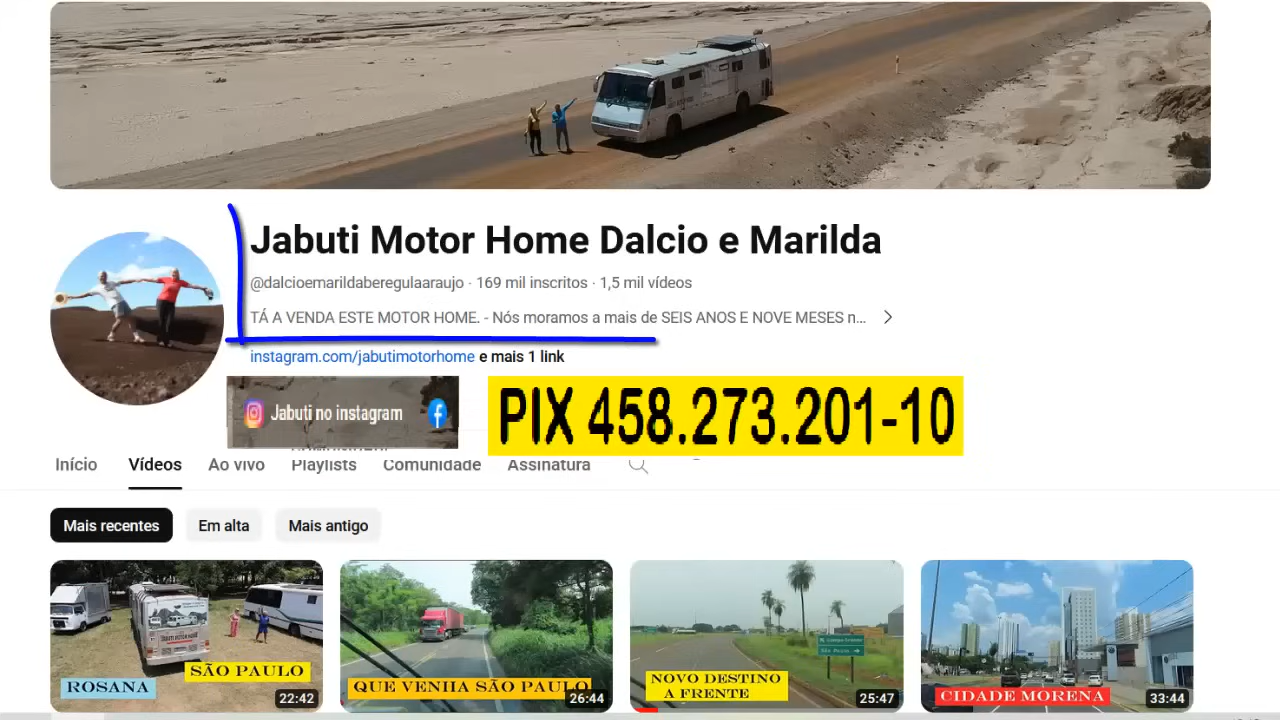 Jabuti Motor Home Dalcio e Marilda
@dalcioemarildaberegulaaraujo · 169 mil inscritos · 1,5 mil vídeos
TÁ A VENDA ESTE MOTOR HOME. - Nós moramos a mais de SEIS ANOS E NOVE MESES n...
instagram.com/jabutimotorhome e mais 1 link
Jabuti no instagram
PIX 458.273.201-10
Início Vídeos Ao vivo Playlists Comunidade Assinatura
Mais recentes Em alta Mais antigo
ROSANA
SÃO PAULO
22:42
QUE VENHA SÃO PAULO
26:44
NOVO DESTINO
A FRENTE
25:47
CIDADE MORENA
33:44